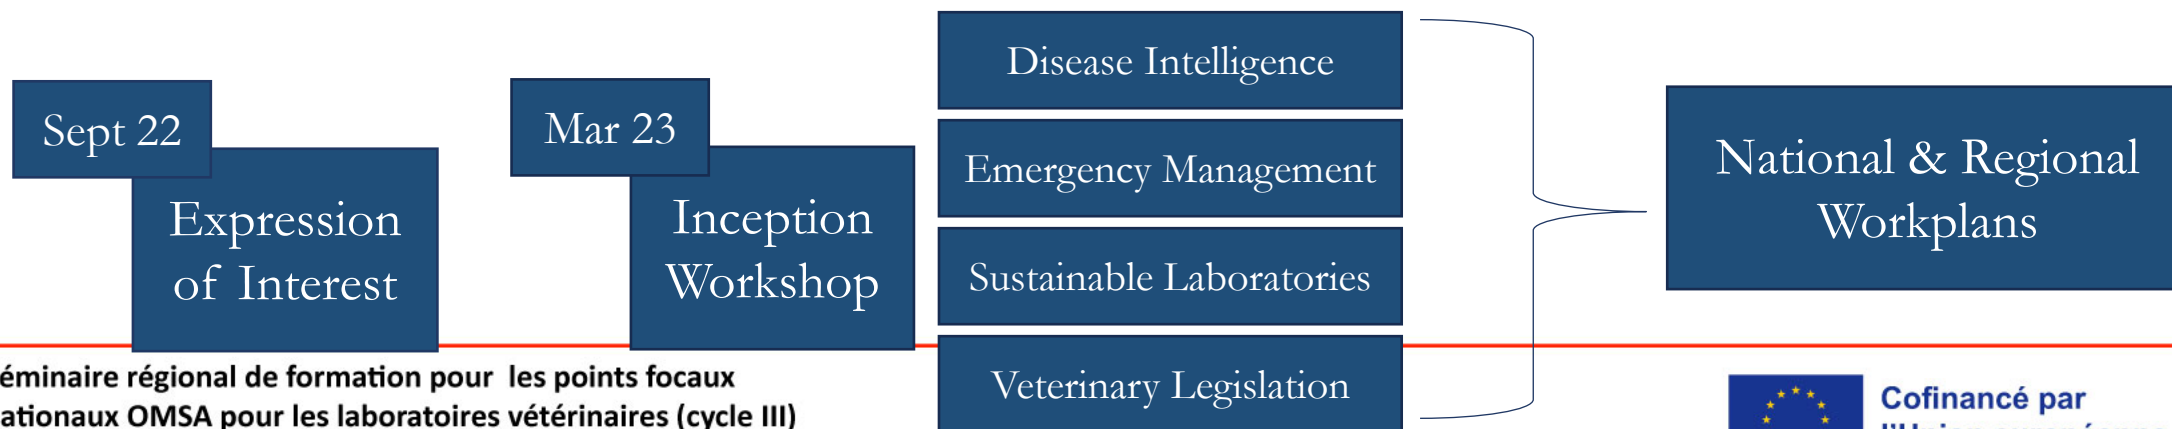 Sept 22
Expression
of Interest
Mar 23
Inception
Workshop
Disease Intelligence
Emergency Management
Sustainable Laboratories
Veterinary Legislation
National & Regional
Workplans
éminaire régional de formation pour les points focaux
ationaux OMSA pour les laboratoires vétérinaires (cycle III)
Cofinancé par